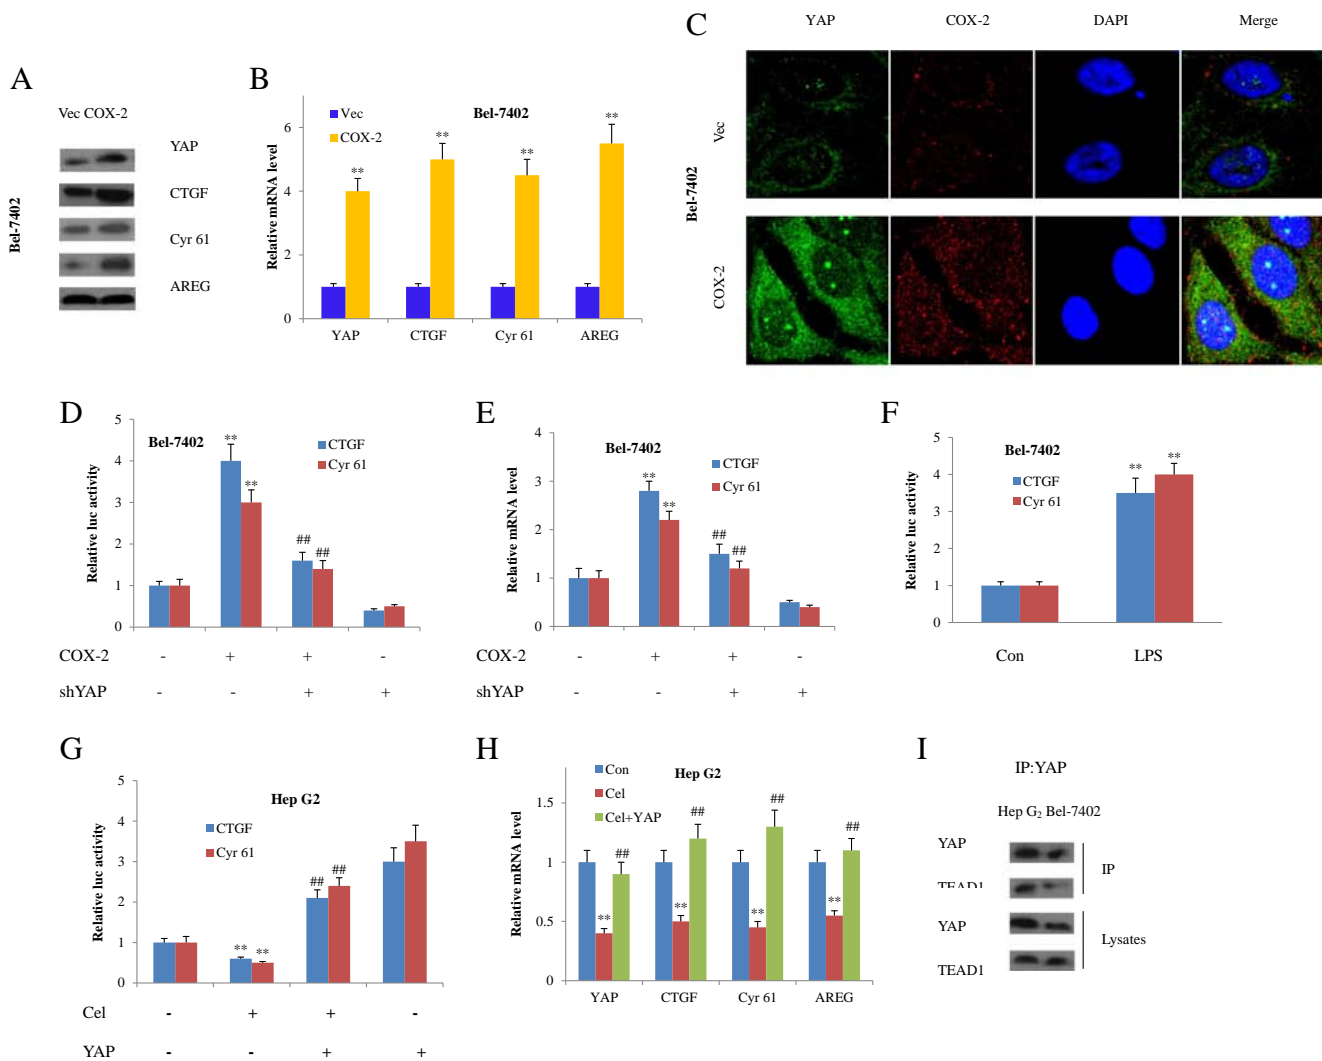 A
Vec COX-2
Bel-7402
YAP
CTGF
Cyr 61
AREG
B
Bel-7402
Vec
COX-2
Relative mRNA level
6
4
2
0
** ** ** **
YAP CTGF Cyr 61 AREG
C
YAP COX-2 DAPI Merge
Bel-7402
Vec
COX-2
D
Bel-7402
CTGF
Cyr 61
Relative luc activity
5
4
3
2
1
0
** ** ## ##
COX-2 - + + -
shYAP - - + +
E
Bel-7402
CTGF
Cyr 61
Relative mRNA level
4
3
2
1
0
** ** ## ##
COX-2 - + + -
shYAP - - + +
F
Bel-7402
CTGF
Cyr 61
Relative luc activity
5
4
3
2
1
0
** **
Con LPS
G
Hep G2
CTGF
Cyr 61
Relative luc activity
5
4
3
2
1
0
** ** ## ##
Cel - + + -
YAP - - + +
H
Hep G2
Con
Cel
Cel+YAP
Relative mRNA level
1.5
1
0.5
0
** ## ** ## ** ## ** ##
YAP CTGF Cyr 61 AREG
I
IP:YAP
Hep G₂ Bel-7402
YAP
TEAD1
IP
YAP
TEAD1
Lysates